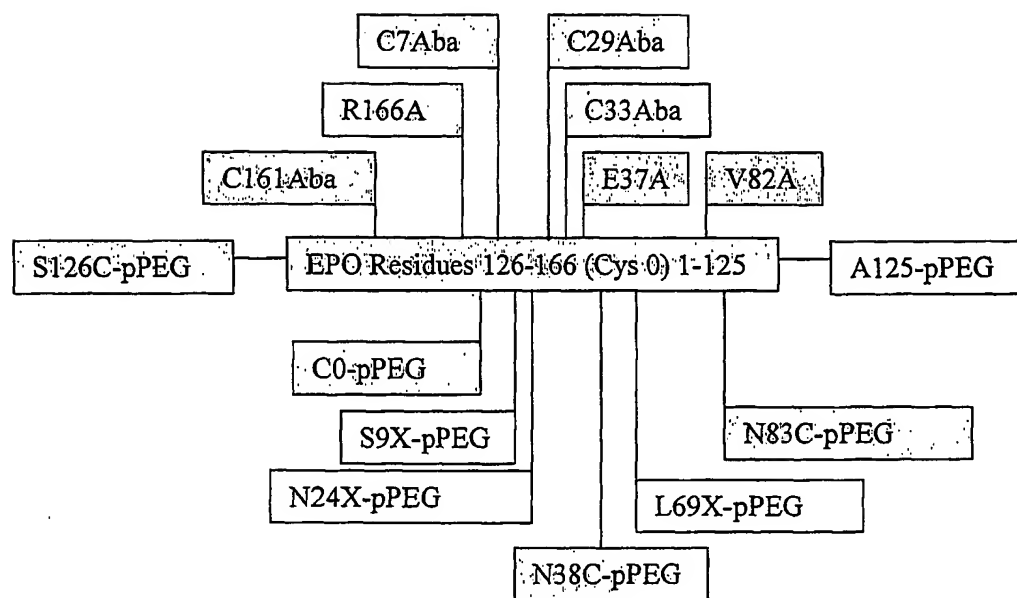 C7Aba
C29Aba
R166A
C33Aba
C161Aba
E37A
V82A
S126C-pPEG
EPO Residues 126-166 (Cys 0) 1-125
A125-pPEG
C0-pPEG
S9X-pPEG
N83C-pPEG
N24X-pPEG
L69X-pPEG
N38C-pPEG